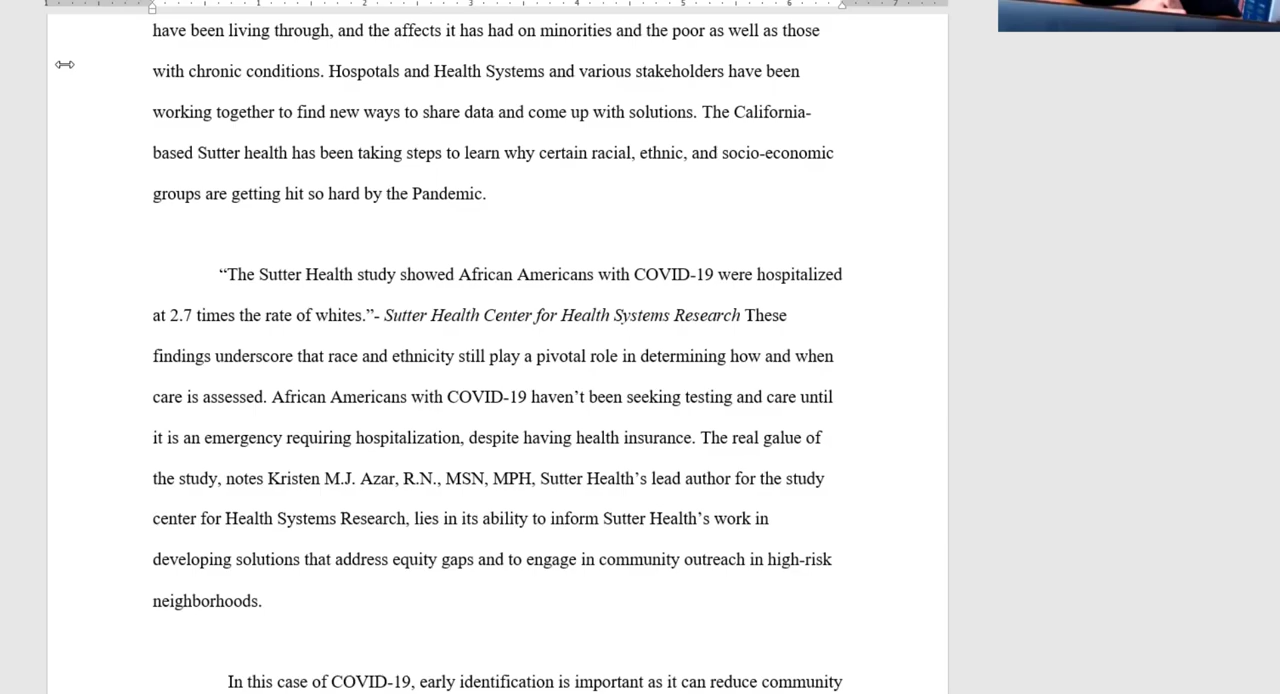 1 1 2 3 4 5 6 7
have been living through, and the affects it has had on minorities and the poor as well as those
with chronic conditions. Hospotals and Health Systems and various stakeholders have been
working together to find new ways to share data and come up with solutions. The California-
based Sutter health has been taking steps to learn why certain racial, ethnic, and socio-economic
groups are getting hit so hard by the Pandemic.
“The Sutter Health study showed African Americans with COVID-19 were hospitalized
at 2.7 times the rate of whites.”- Sutter Health Center for Health Systems Research These
findings underscore that race and ethnicity still play a pivotal role in determining how and when
care is assessed. African Americans with COVID-19 haven’t been seeking testing and care until
it is an emergency requiring hospitalization, despite having health insurance. The real galue of
the study, notes Kristen M.J. Azar, R.N., MSN, MPH, Sutter Health’s lead author for the study
center for Health Systems Research, lies in its ability to inform Sutter Health’s work in
developing solutions that address equity gaps and to engage in community outreach in high-risk
neighborhoods.
In this case of COVID-19, early identification is important as it can reduce community